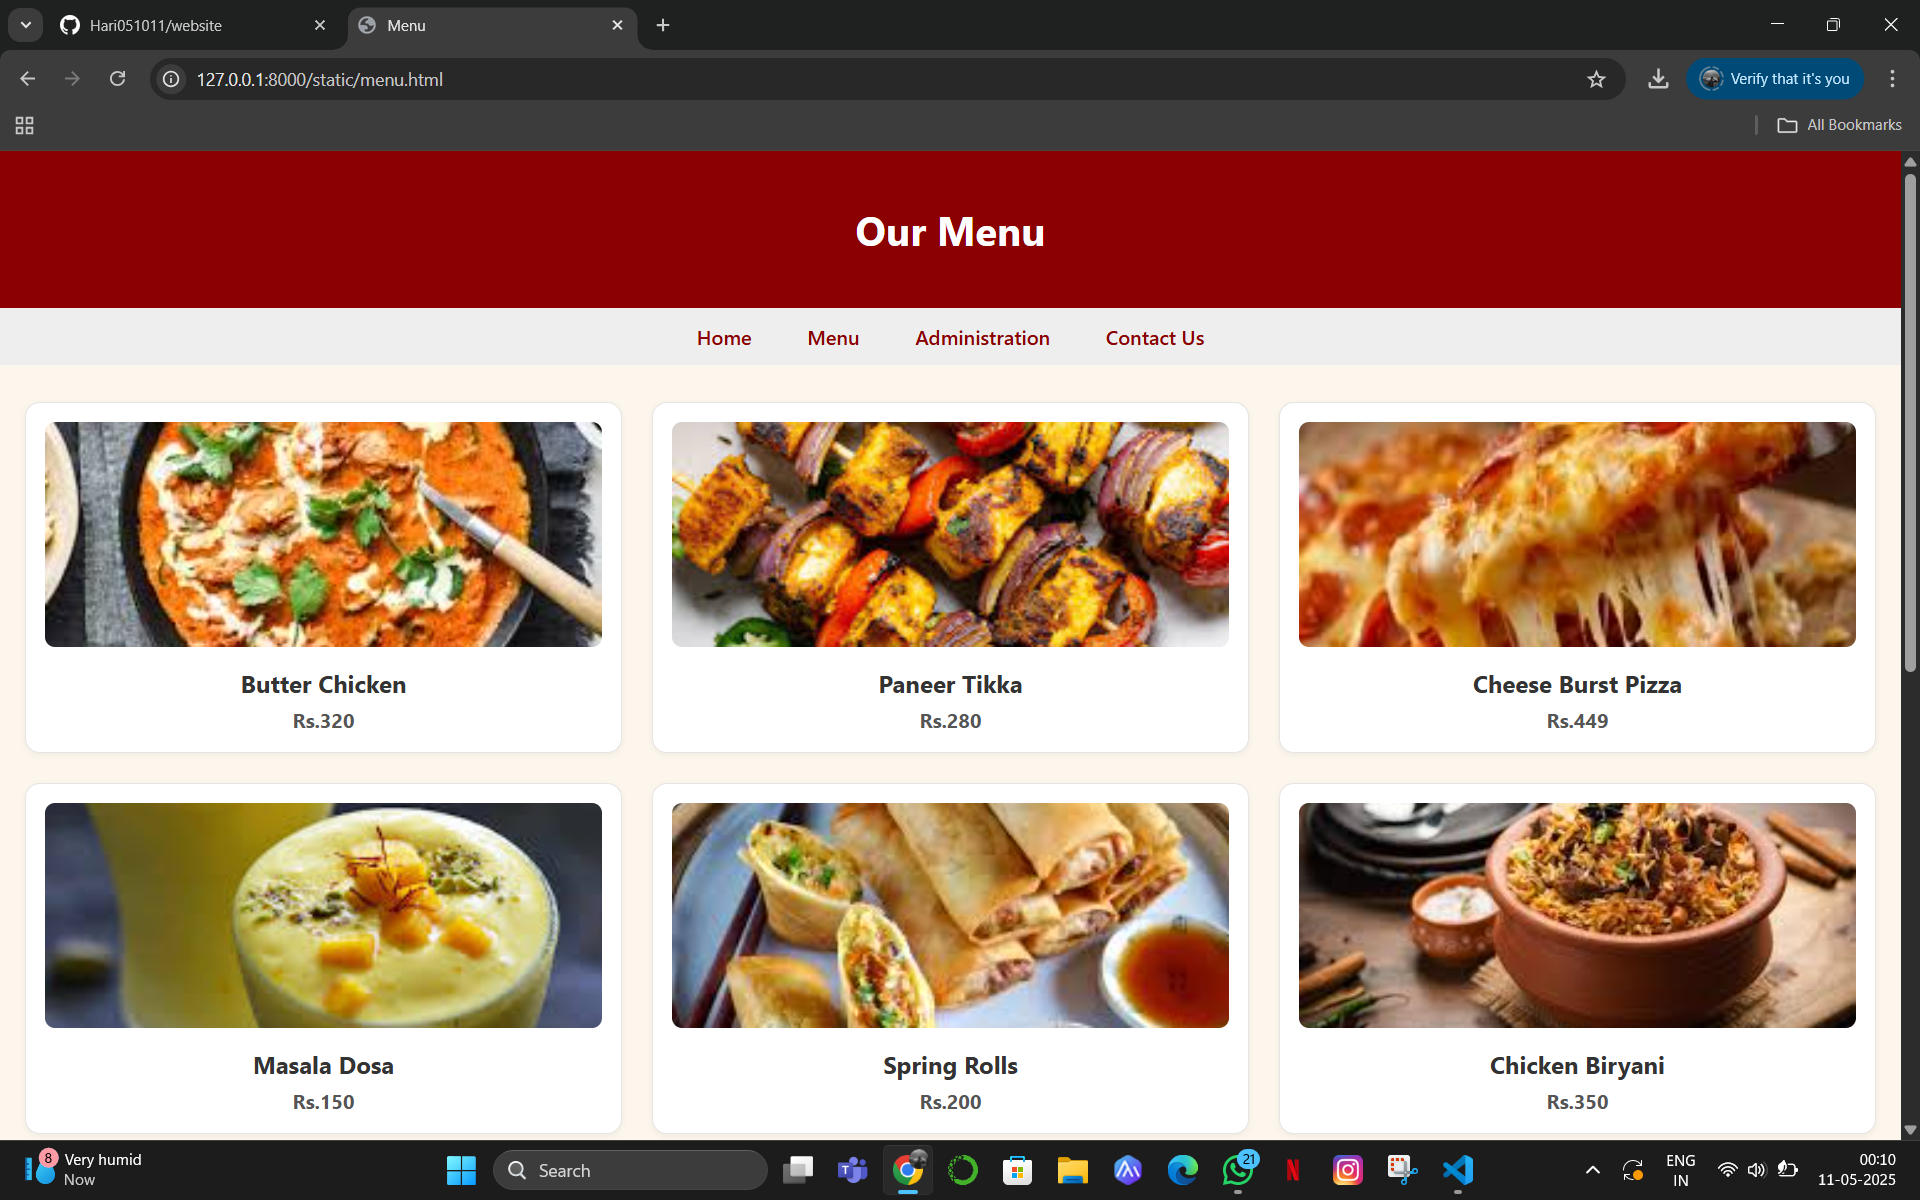 Hari051011/website
Menu
127.0.0.1:8000/static/menu.html
Verify that it's you
All Bookmarks
Our Menu
Home Menu Administration Contact Us
Butter Chicken
Rs.320
Paneer Tikka
Rs.280
Cheese Burst Pizza
Rs.449
Masala Dosa
Rs.150
Spring Rolls
Rs.200
Chicken Biryani
Rs.350
8
Very humid
Now
Search
T
21
N
ENG
IN
00:10
11-05-2025